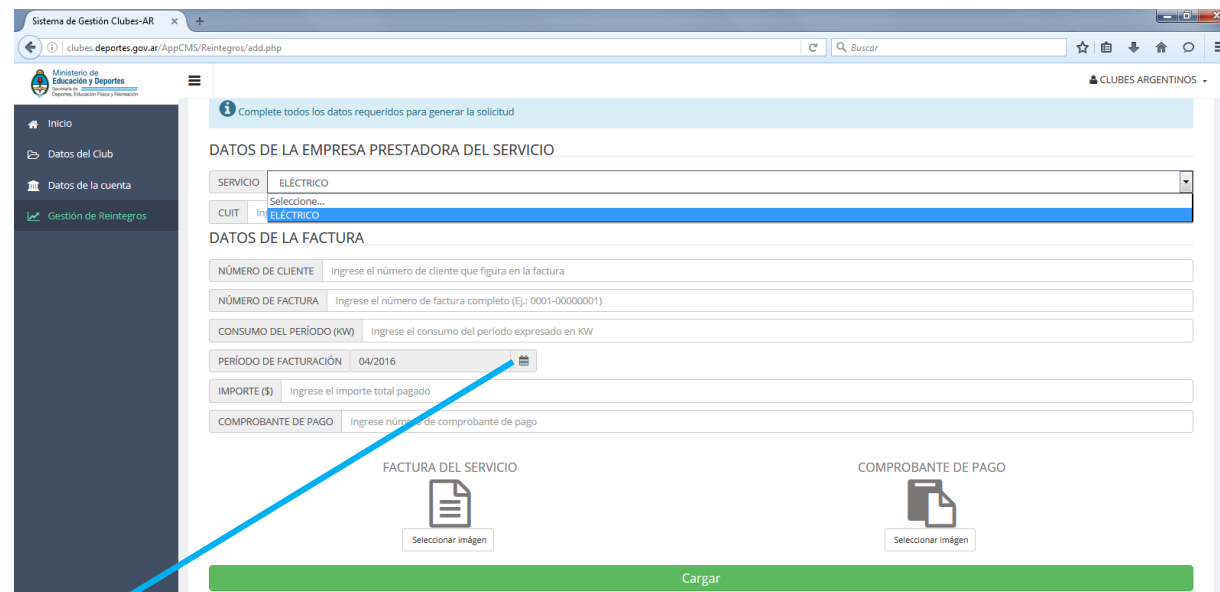 Sistema de Gestión Clubes-AR × +
clubes.deportes.gov.ar/AppCMS/Reintegros/add.php Buscar
Ministerio de
Educación y Deportes
Secretaría de
Deportes, Educación Física y Recreación
CLUBES ARGENTINOS
Inicio
Datos del Club
Datos de la cuenta
Gestión de Reintegros
Complete todos los datos requeridos para generar la solicitud
DATOS DE LA EMPRESA PRESTADORA DEL SERVICIO
SERVICIO ELÉCTRICO
Seleccione...
CUIT ELÉCTRICO
DATOS DE LA FACTURA
NÚMERO DE CLIENTE Ingrese el número de cliente que figura en la factura
NÚMERO DE FACTURA Ingrese el número de factura completo (Ej.: 0001-00000001)
CONSUMO DEL PERÍODO (KW) Ingrese el consumo del período expresado en KW
PERÍODO DE FACTURACIÓN 04/2016
IMPORTE ($) Ingrese el importe total pagado
COMPROBANTE DE PAGO Ingrese número de comprobante de pago
FACTURA DEL SERVICIO COMPROBANTE DE PAGO
Seleccionar imágen Seleccionar imágen
Cargar